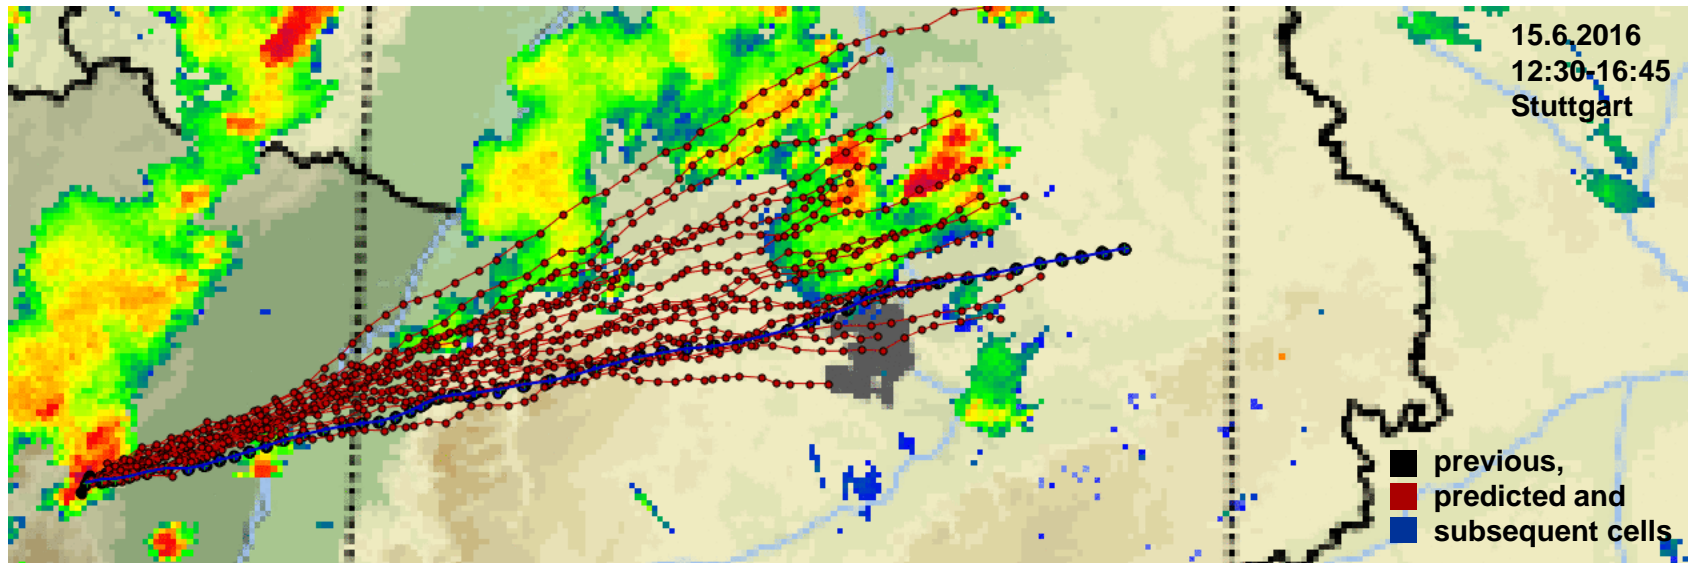 15.6.2016
12:30-16:45
Stuttgart
previous,
predicted and
subsequent cells